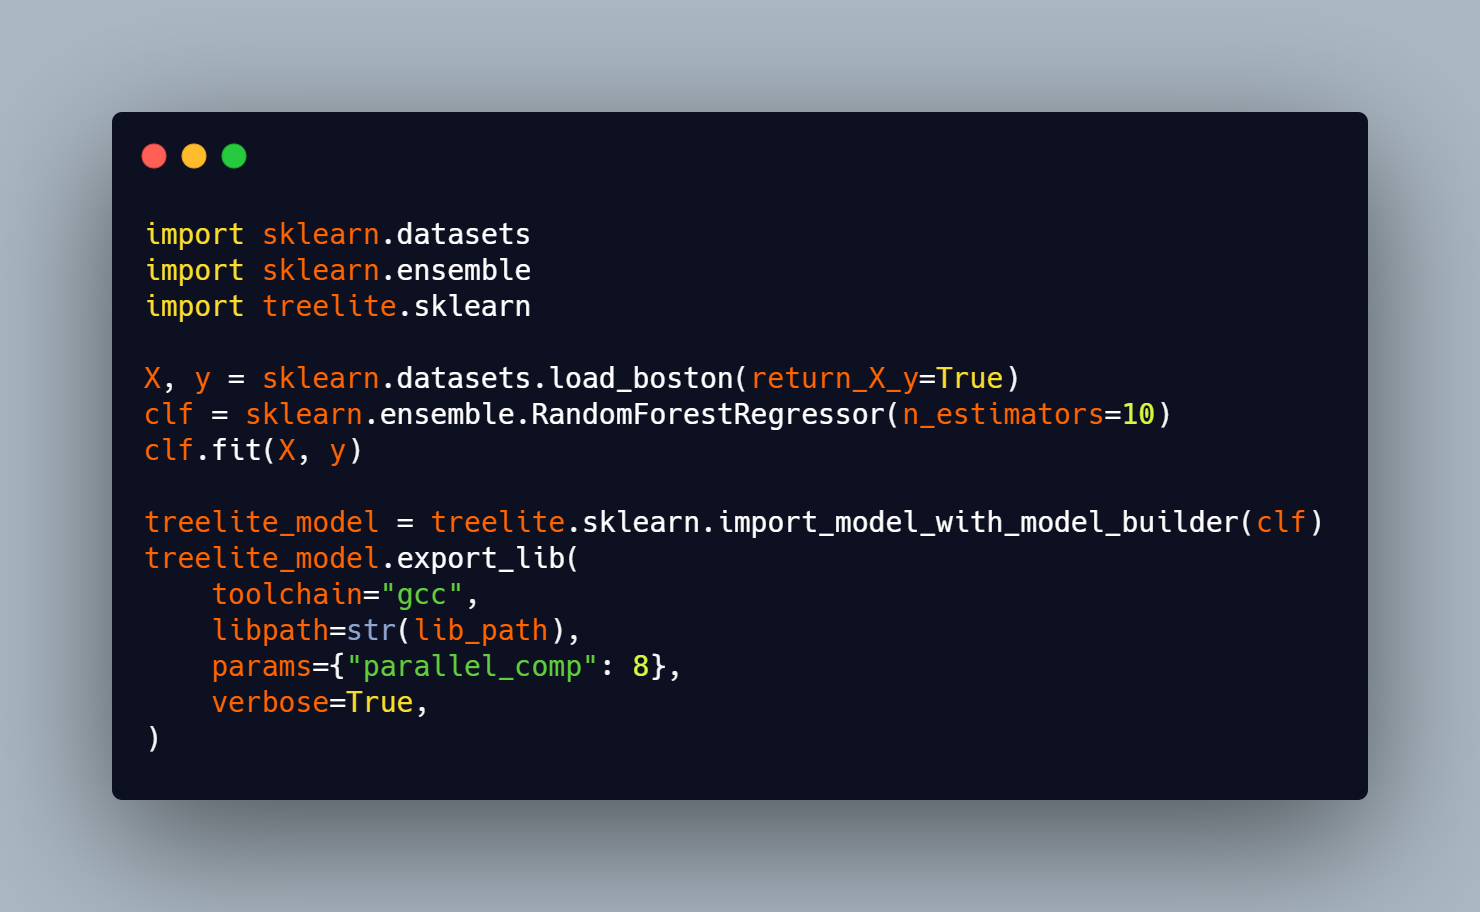 import sklearn.datasets
import sklearn.ensemble
import treelite.sklearn

X, y = sklearn.datasets.load_boston(return_X_y=True)
clf = sklearn.ensemble.RandomForestRegressor(n_estimators=10)
clf.fit(X, y)

treelite_model = treelite.sklearn.import_model_with_model_builder(clf)
treelite_model.export_lib(
    toolchain="gcc",
    libpath=str(lib_path),
    params={"parallel_comp": 8},
    verbose=True,
)